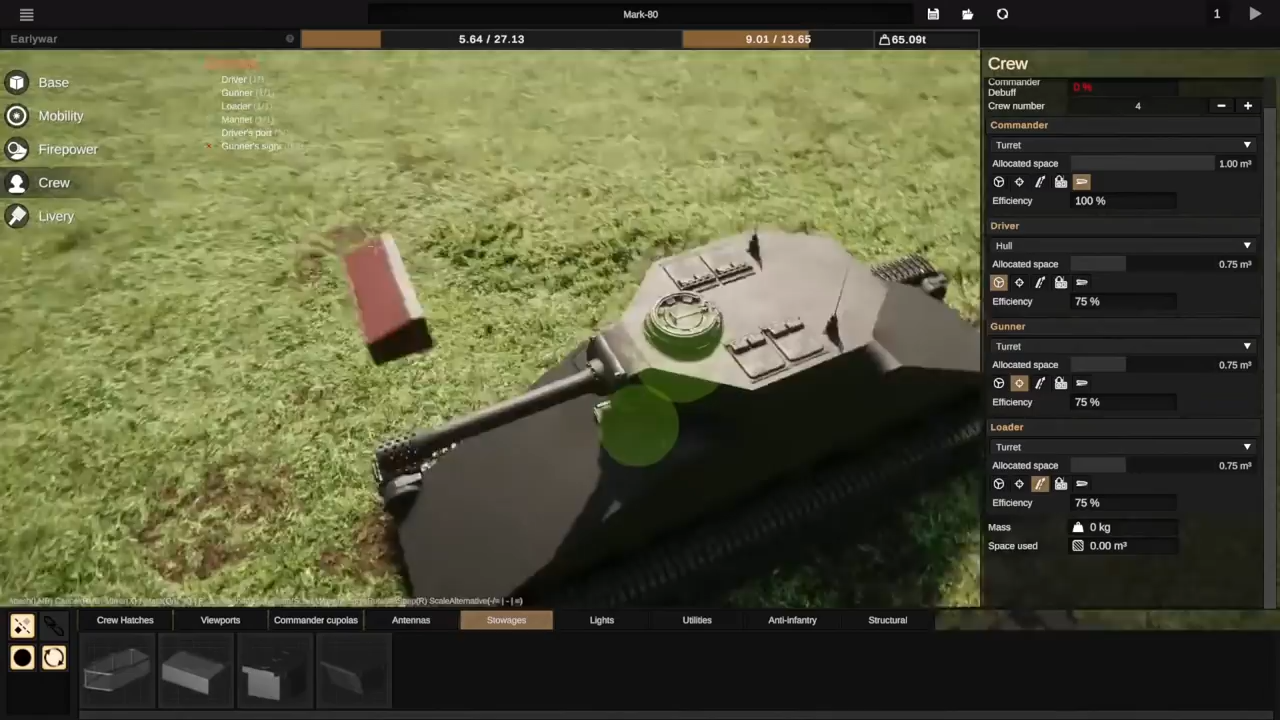 Mark-80
1
Earlywar
5.64 / 27.13
9.01 / 13.65
65.09t
Base
Mobility
Firepower
Crew
Livery
Driver
Gunner
Loader
Mantlet
Driver's port
Gunner's sight
Crew
Commander
Debuff
0 %
Crew number
4
Commander
Turret
Allocated space
1.00 m³
Efficiency
100 %
Driver
Hull
Allocated space
0.75 m³
Efficiency
75 %
Gunner
Turret
Allocated space
0.75 m³
Efficiency
75 %
Loader
Turret
Allocated space
0.75 m³
Efficiency
75 %
Mass
0 kg
Space used
0.00 m³
Crew Hatches
Viewports
Commander cupolas
Antennas
Stowages
Lights
Utilities
Anti-infantry
Structural